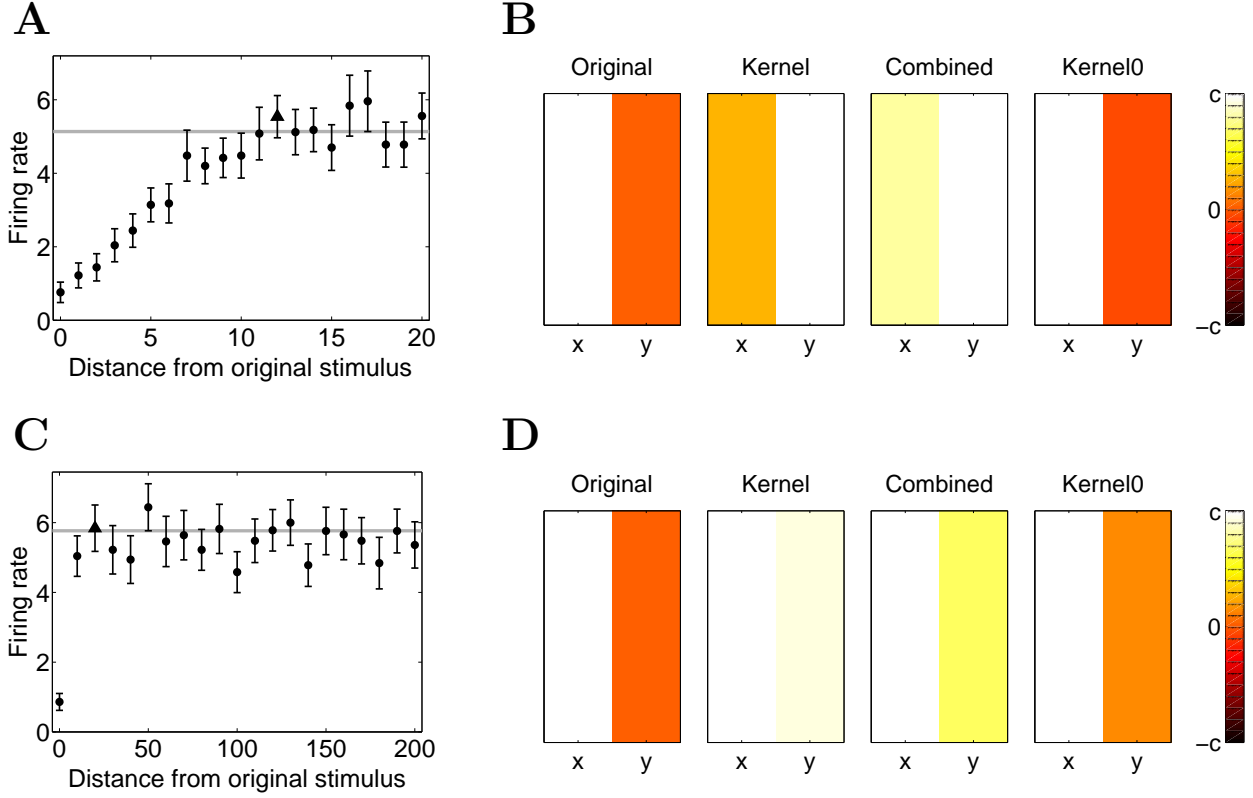 A
Firing rate
6
4
2
0
0 5 10 15 20
Distance from original stimulus
B
Original Kernel Combined Kernel0
x y x y x y x y
c
0
−c
C
Firing rate
6
4
2
0
0 50 100 150 200
Distance from original stimulus
D
Original Kernel Combined Kernel0
x y x y x y x y
c
0
−c